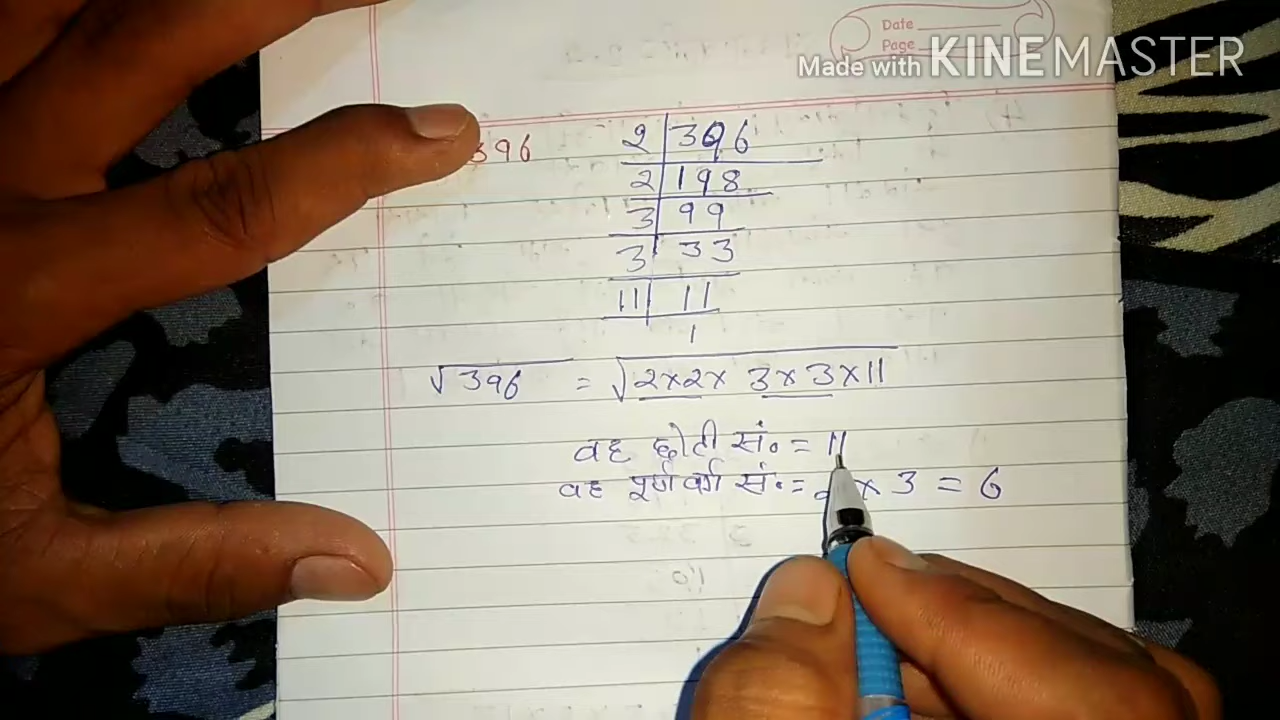 Date
Page
Made with KINEMASTER
396
2 | 396
2 | 198
3 | 99
3 | 33
11 | 11
1
√396 = √2×2× 3×3×11
वह छोटी सं० = 11
वह पूर्ण वर्ग सं.= 2 × 3 = 6